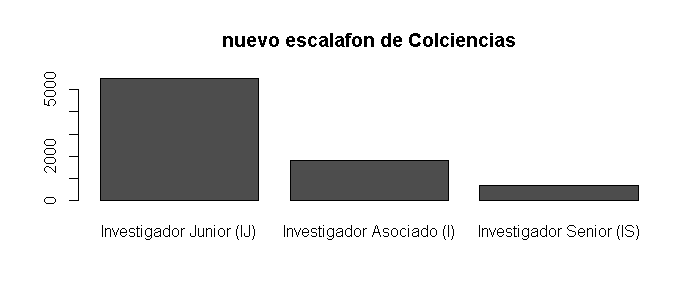 nuevo escalafon de Colciencias
5000
2000
0
Investigador Junior (IJ)
Investigador Asociado (I)
Investigador Senior (IS)